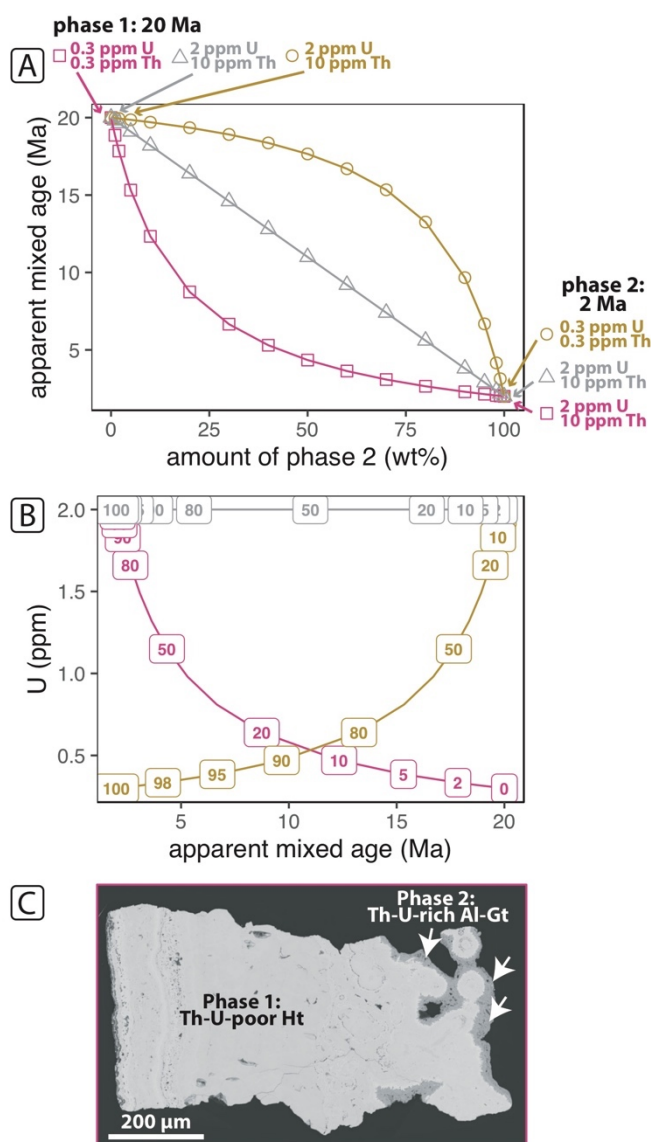 phase 1: 20 Ma
A
0.3 ppm U
0.3 ppm Th
2 ppm U
10 ppm Th
2 ppm U
10 ppm Th
apparent mixed age (Ma)
20
15
10
5
0
25
50
75
100
amount of phase 2 (wt%)
phase 2:
2 Ma
0.3 ppm U
0.3 ppm Th
2 ppm U
10 ppm Th
2 ppm U
10 ppm Th
B
U (ppm)
2.0
1.5
1.0
0.5
100
80
50
20
10
90
80
50
20
10
5
2
0
10
20
50
80
90
95
98
100
5
10
15
20
apparent mixed age (Ma)
C
Phase 2:
Th-U-rich Al-Gt
Phase 1:
Th-U-poor Ht
200 µm